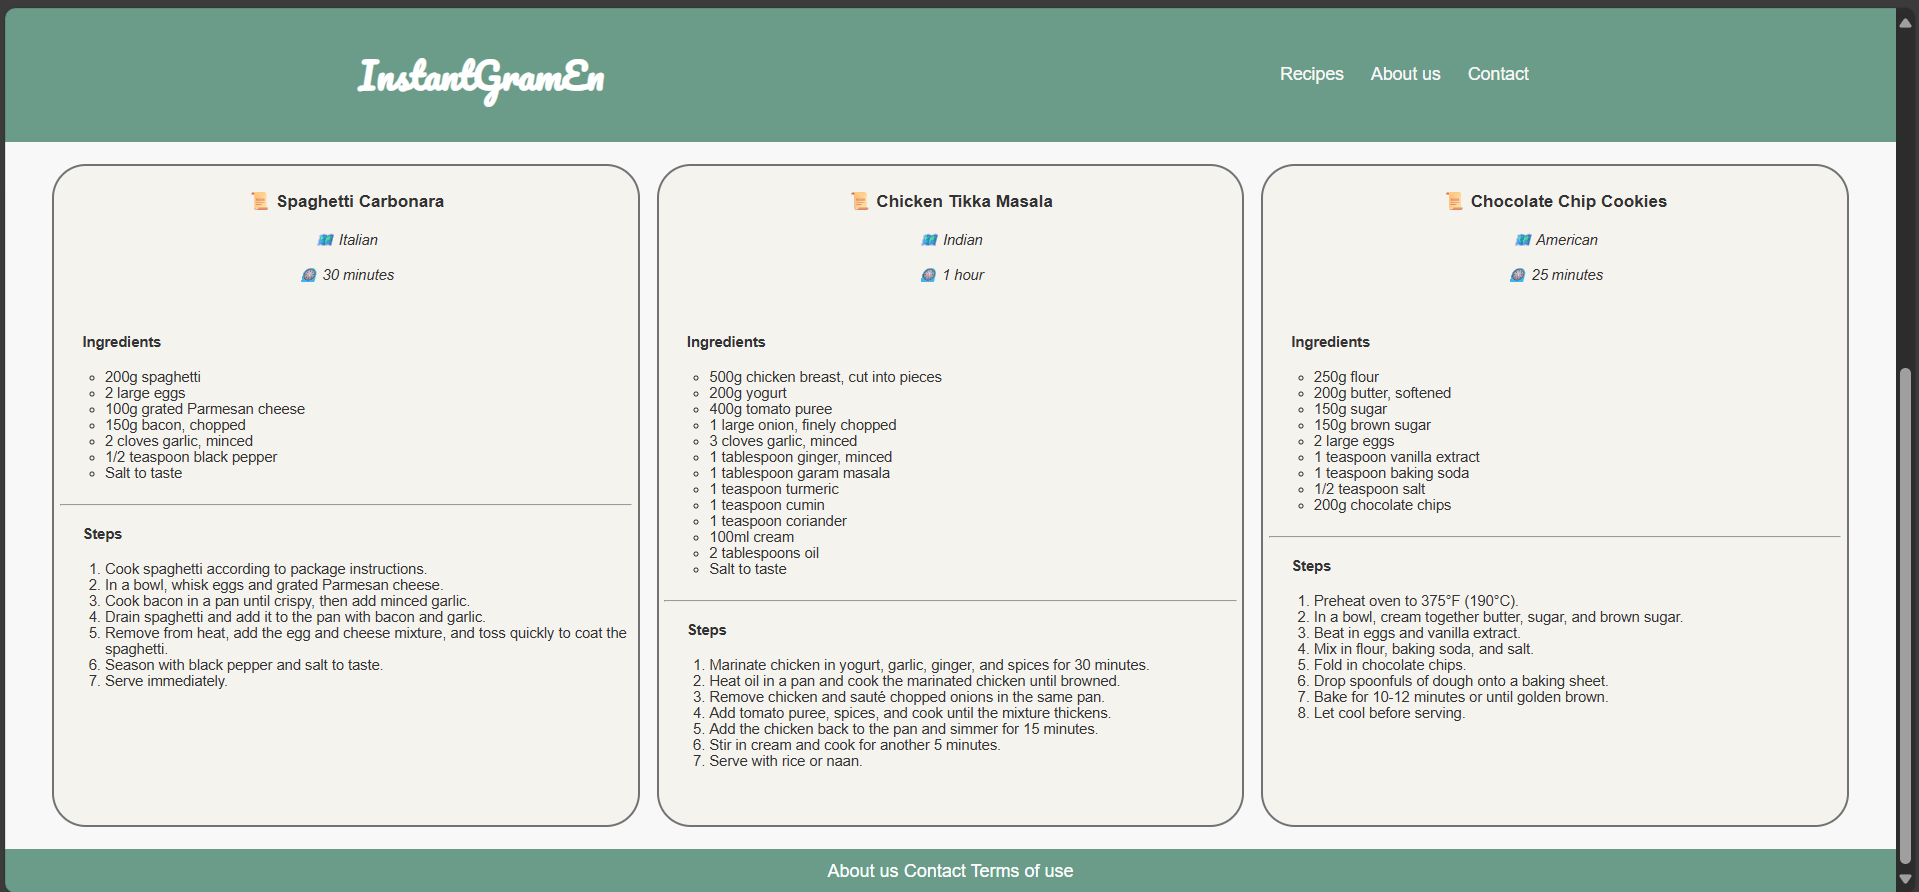 InstantGramEn
Recipes About us Contact
📜 Spaghetti Carbonara
🗺️ Italian
🎡 30 minutes
Ingredients
200g spaghetti
2 large eggs
100g grated Parmesan cheese
150g bacon, chopped
2 cloves garlic, minced
1/2 teaspoon black pepper
Salt to taste
Steps
1. Cook spaghetti according to package instructions.
2. In a bowl, whisk eggs and grated Parmesan cheese.
3. Cook bacon in a pan until crispy, then add minced garlic.
4. Drain spaghetti and add it to the pan with bacon and garlic.
5. Remove from heat, add the egg and cheese mixture, and toss quickly to coat the
spaghetti.
6. Season with black pepper and salt to taste.
7. Serve immediately.
📜 Chicken Tikka Masala
🗺️ Indian
🎡 1 hour
Ingredients
500g chicken breast, cut into pieces
200g yogurt
400g tomato puree
1 large onion, finely chopped
3 cloves garlic, minced
1 tablespoon ginger, minced
1 tablespoon garam masala
1 teaspoon turmeric
1 teaspoon cumin
1 teaspoon coriander
100ml cream
2 tablespoons oil
Salt to taste
Steps
1. Marinate chicken in yogurt, garlic, ginger, and spices for 30 minutes.
2. Heat oil in a pan and cook the marinated chicken until browned.
3. Remove chicken and sauté chopped onions in the same pan.
4. Add tomato puree, spices, and cook until the mixture thickens.
5. Add the chicken back to the pan and simmer for 15 minutes.
6. Stir in cream and cook for another 5 minutes.
7. Serve with rice or naan.
📜 Chocolate Chip Cookies
🗺️ American
🎡 25 minutes
Ingredients
250g flour
200g butter, softened
150g sugar
150g brown sugar
2 large eggs
1 teaspoon vanilla extract
1 teaspoon baking soda
1/2 teaspoon salt
200g chocolate chips
Steps
1. Preheat oven to 375°F (190°C).
2. In a bowl, cream together butter, sugar, and brown sugar.
3. Beat in eggs and vanilla extract.
4. Mix in flour, baking soda, and salt.
5. Fold in chocolate chips.
6. Drop spoonfuls of dough onto a baking sheet.
7. Bake for 10-12 minutes or until golden brown.
8. Let cool before serving.
About us Contact Terms of use